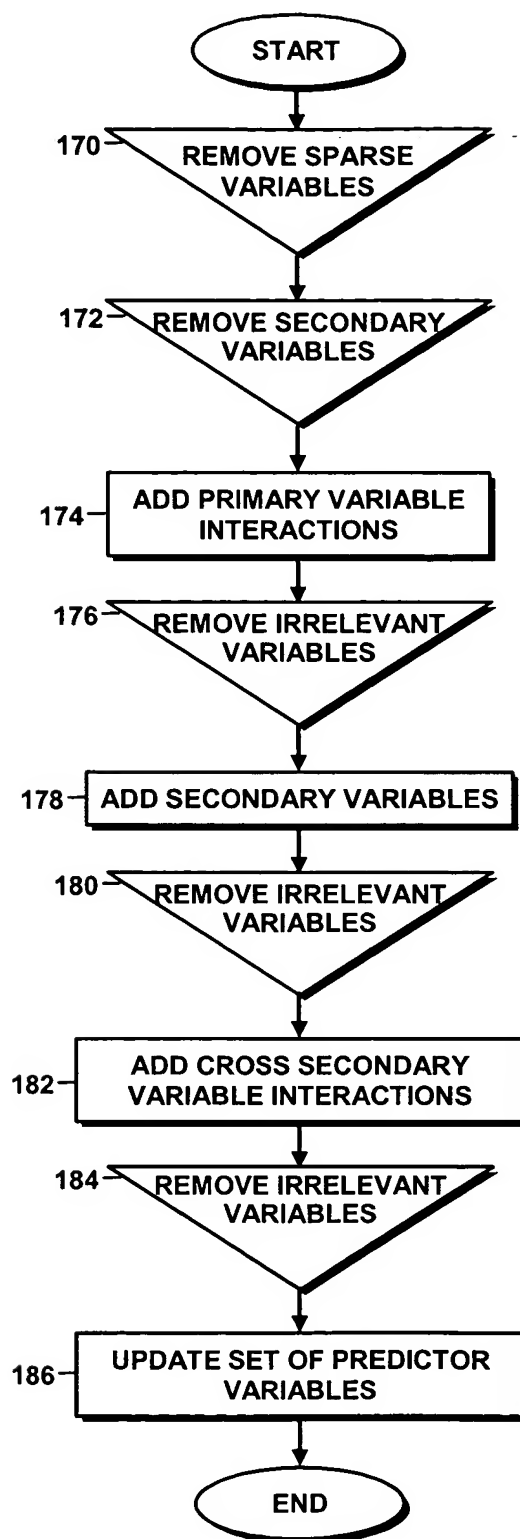 START
170
REMOVE SPARSE
VARIABLES
172
REMOVE SECONDARY
VARIABLES
174
ADD PRIMARY VARIABLE
INTERACTIONS
176
REMOVE IRRELEVANT
VARIABLES
178
ADD SECONDARY VARIABLES
180
REMOVE IRRELEVANT
VARIABLES
182
ADD CROSS SECONDARY
VARIABLE INTERACTIONS
184
REMOVE IRRELEVANT
VARIABLES
186
UPDATE SET OF PREDICTOR
VARIABLES
END